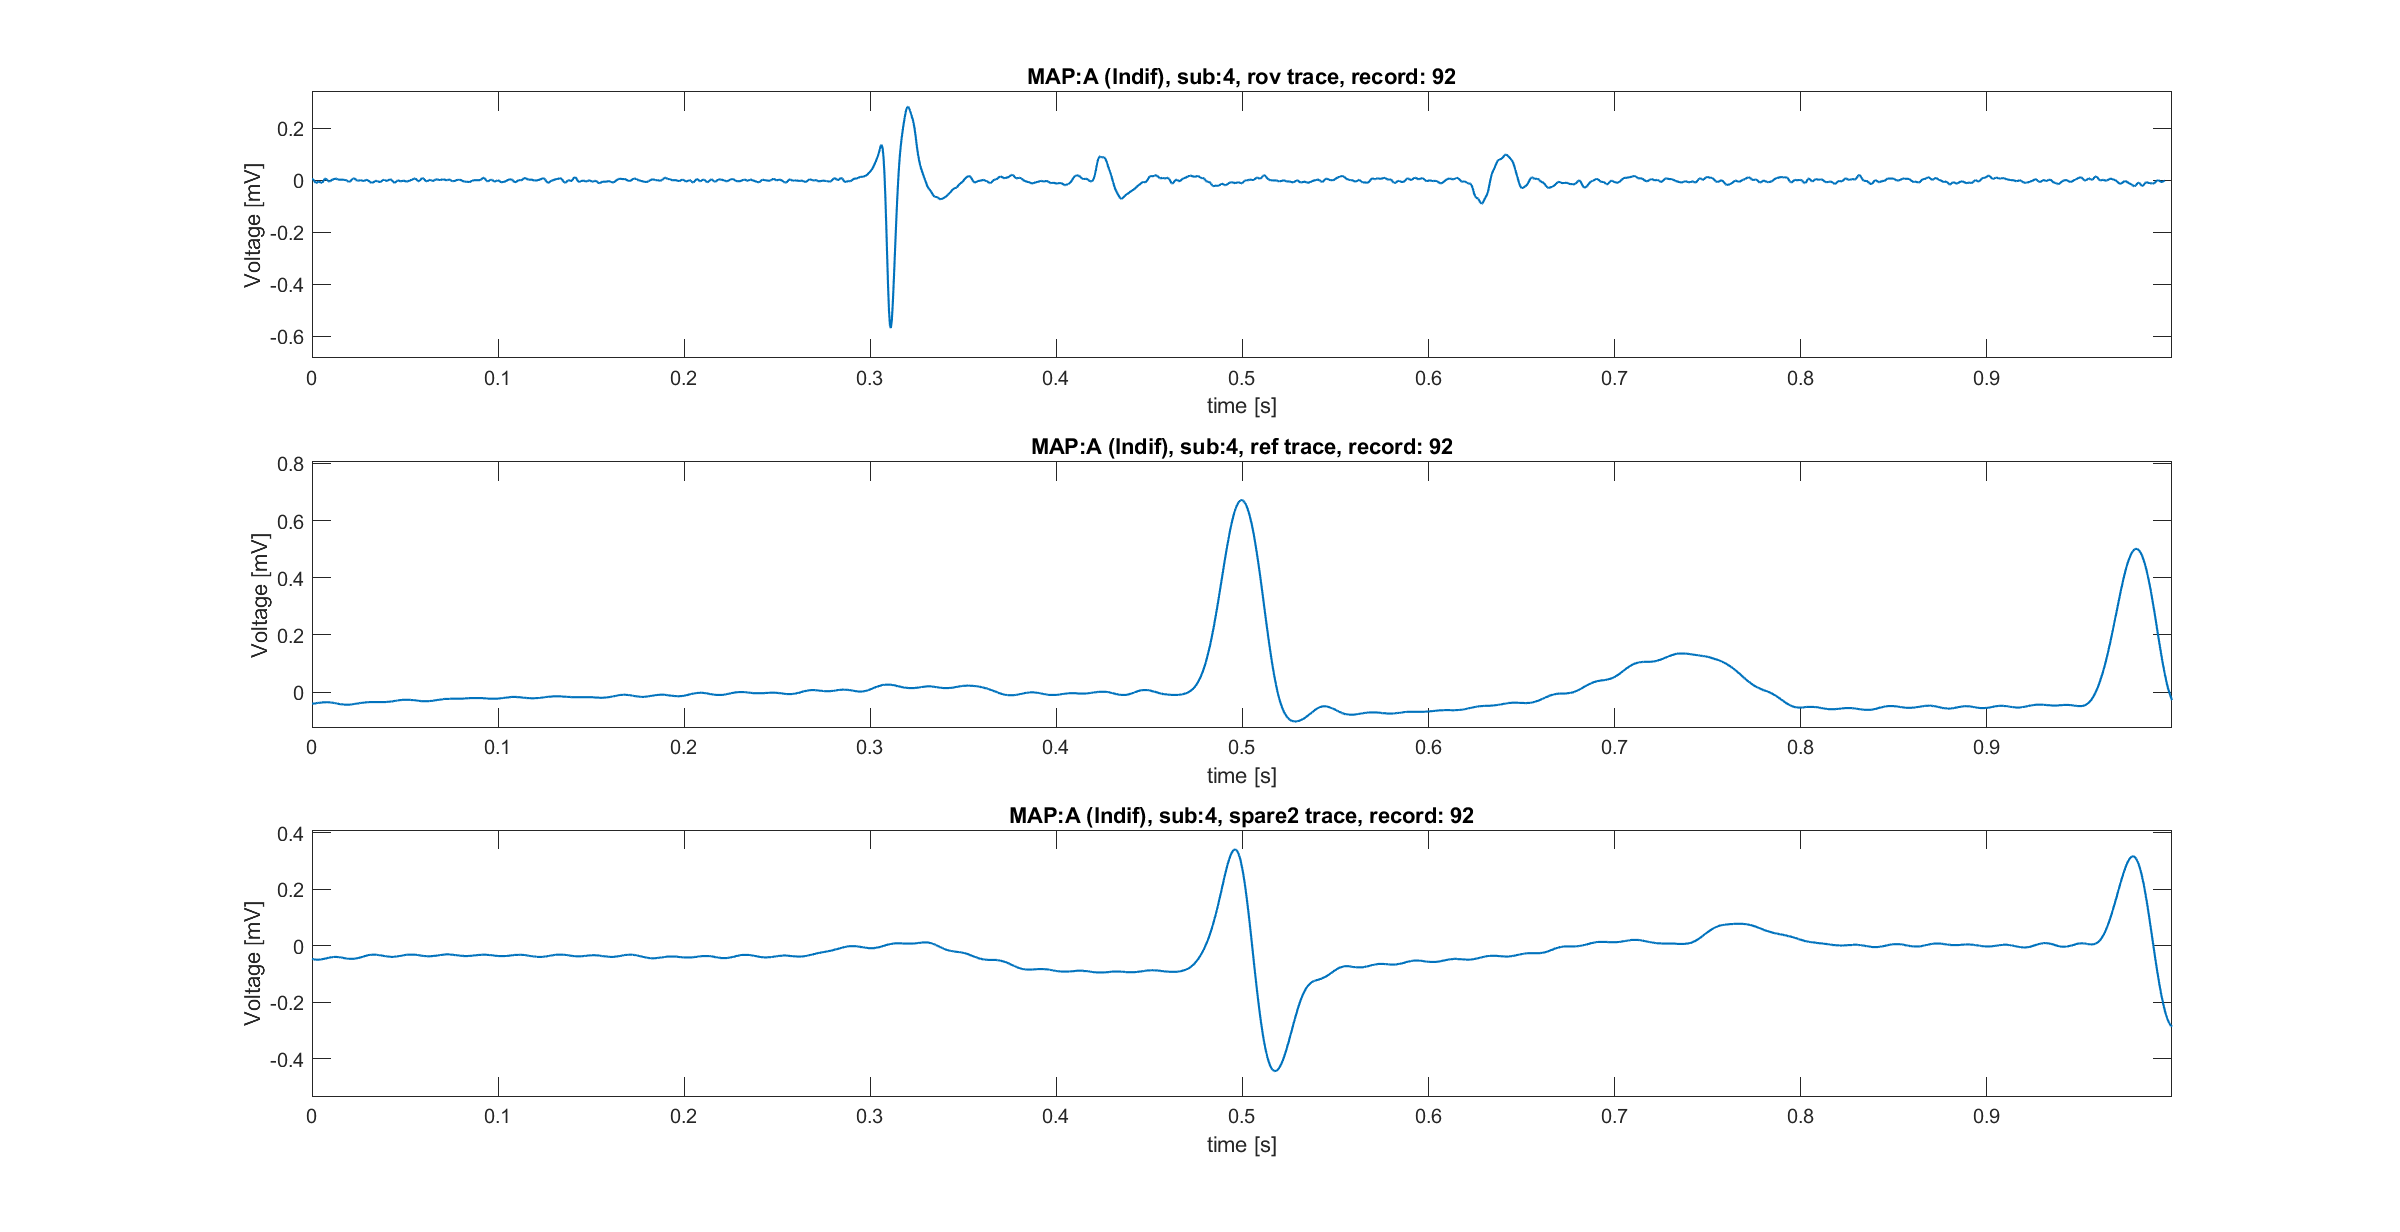 MAP:A (Indif), sub:4, rov trace, record: 92
Voltage [mV]
0.2
0
-0.2
-0.4
-0.6
0 0.1 0.2 0.3 0.4 0.5 0.6 0.7 0.8 0.9
time [s]
MAP:A (Indif), sub:4, ref trace, record: 92
Voltage [mV]
0.8
0.6
0.4
0.2
0
0 0.1 0.2 0.3 0.4 0.5 0.6 0.7 0.8 0.9
time [s]
MAP:A (Indif), sub:4, spare2 trace, record: 92
Voltage [mV]
0.4
0.2
0
-0.2
-0.4
0 0.1 0.2 0.3 0.4 0.5 0.6 0.7 0.8 0.9
time [s]